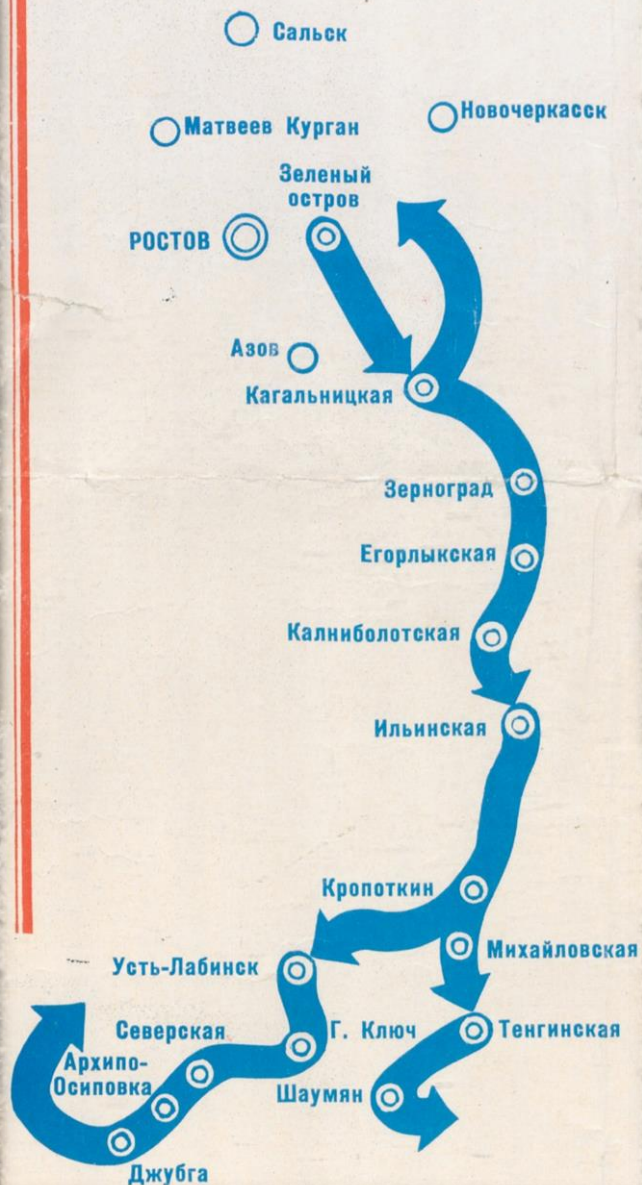 Сальск
Новочеркасск
Матвеев Курган
Зеленый
остров
РОСТОВ
Азов
Кагальницкая
Зерноград
Егорлыкская
Калниболотская
Ильинская
Кропоткин
Михайловская
Усть-Лабинск
Северская
Г. Ключ
Тенгинская
Архипо-
Осиповка
Шаумян
Джубга